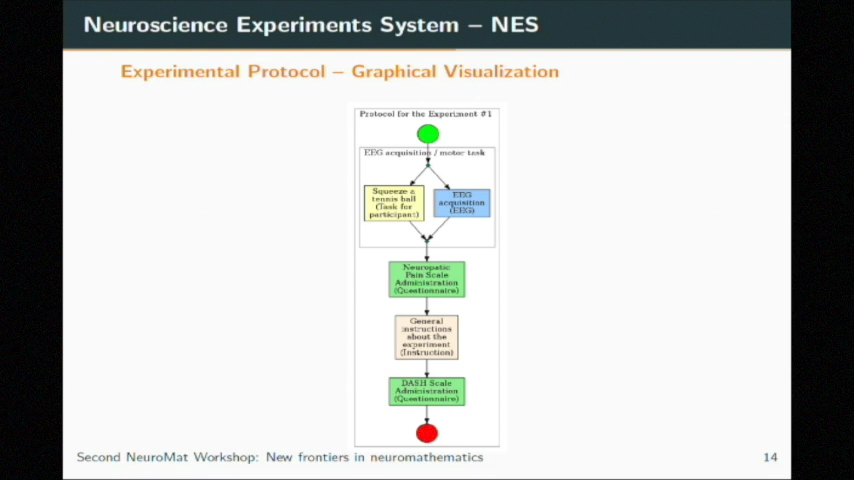 Neuroscience Experiments System – NES
Experimental Protocol – Graphical Visualization
Protocol for the Experiment #1
EEG acquisition / motor task
Squeeze a
tennis ball
(Task for
participant)
EEG
acquisition
(EEG)
Neuropatic
Pain Scale
Administration
(Questionnaire)
General
instructions
about the
experiment
(Instruction)
DASH Scale
Administration
(Questionnaire)
Second NeuroMat Workshop: New frontiers in neuromathematics
14